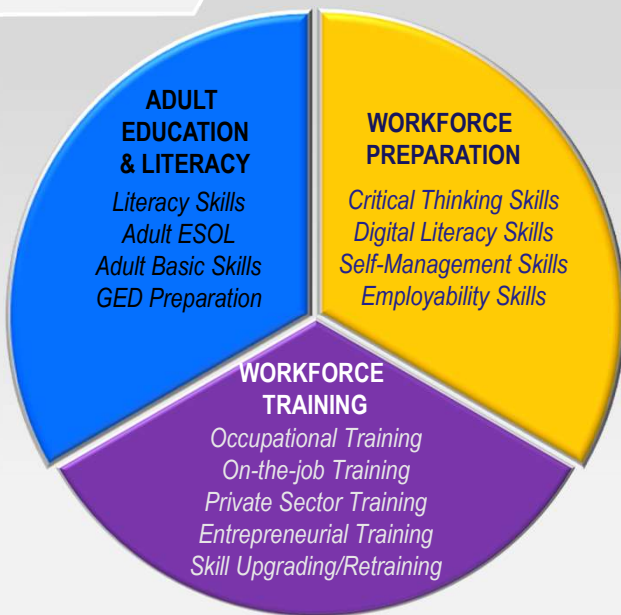 ADULT
EDUCATION
& LITERACY
Literacy Skills
Adult ESOL
Adult Basic Skills
GED Preparation
WORKFORCE
PREPARATION
Critical Thinking Skills
Digital Literacy Skills
Self-Management Skills
Employability Skills
WORKFORCE
TRAINING
Occupational Training
On-the-job Training
Private Sector Training
Entrepreneurial Training
Skill Upgrading/Retraining